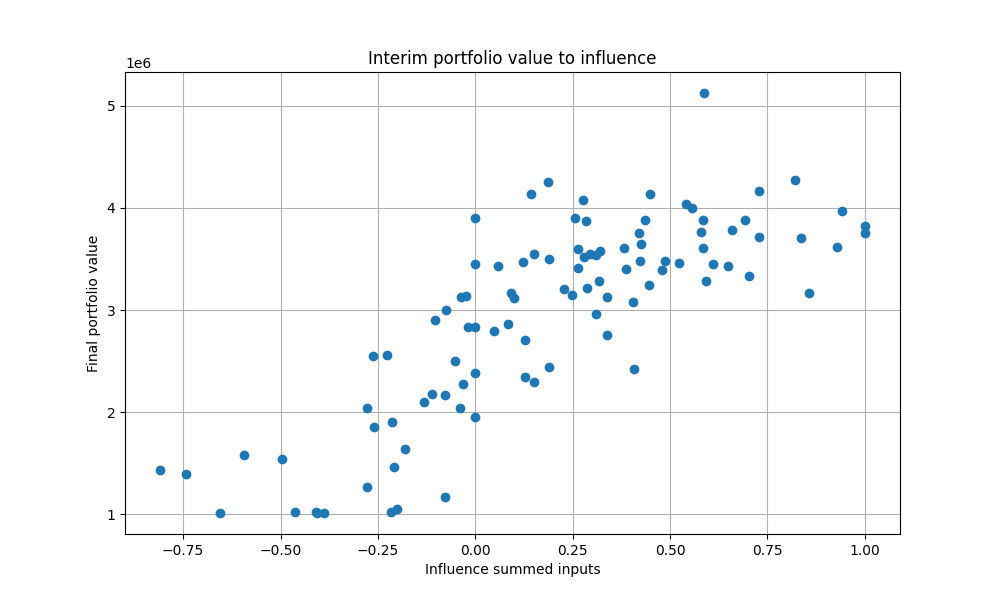 Interim portfolio value to influence
1e6
5
4
3
2
1
Final portfolio value
−0.75 −0.50 −0.25 0.00 0.25 0.50 0.75 1.00
Influence summed inputs